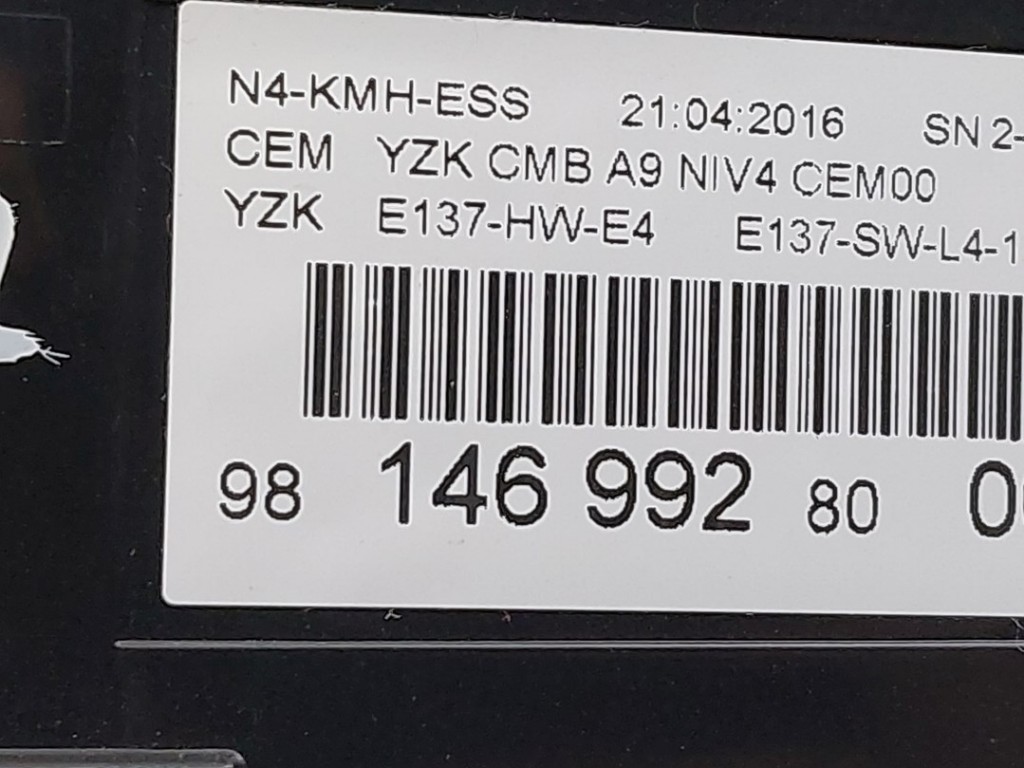 N4-KMH-ESS 21:04:2016 SN 2-
CEM YZK CMB A9 NIV4 CEM00
YZK E137-HW-E4 E137-SW-L4-1
98 146 992 80 0